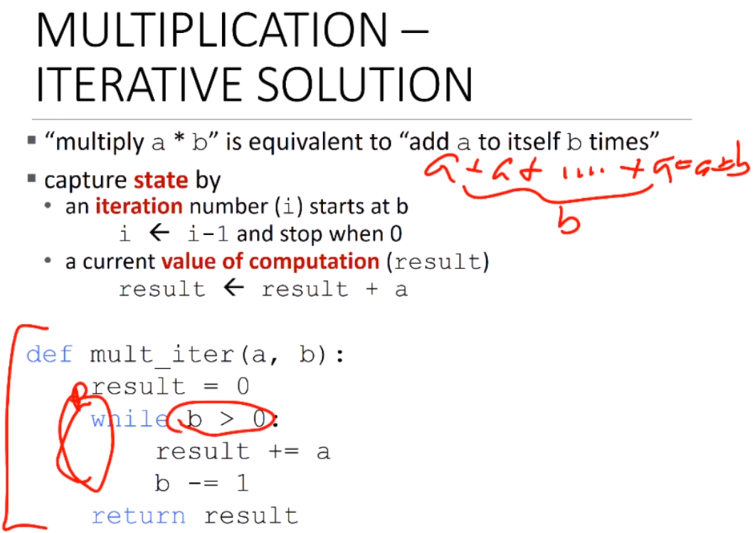 MULTIPLICATION –
ITERATIVE SOLUTION
▪ “multiply a * b” is equivalent to “add a to itself b times”
a + a + .... + a = a * b
b
▪ capture state by
• an iteration number (i) starts at b
i ← i-1 and stop when 0
• a current value of computation (result)
result ← result + a
def mult_iter(a, b):
result = 0
while b > 0:
result += a
b -= 1
return result